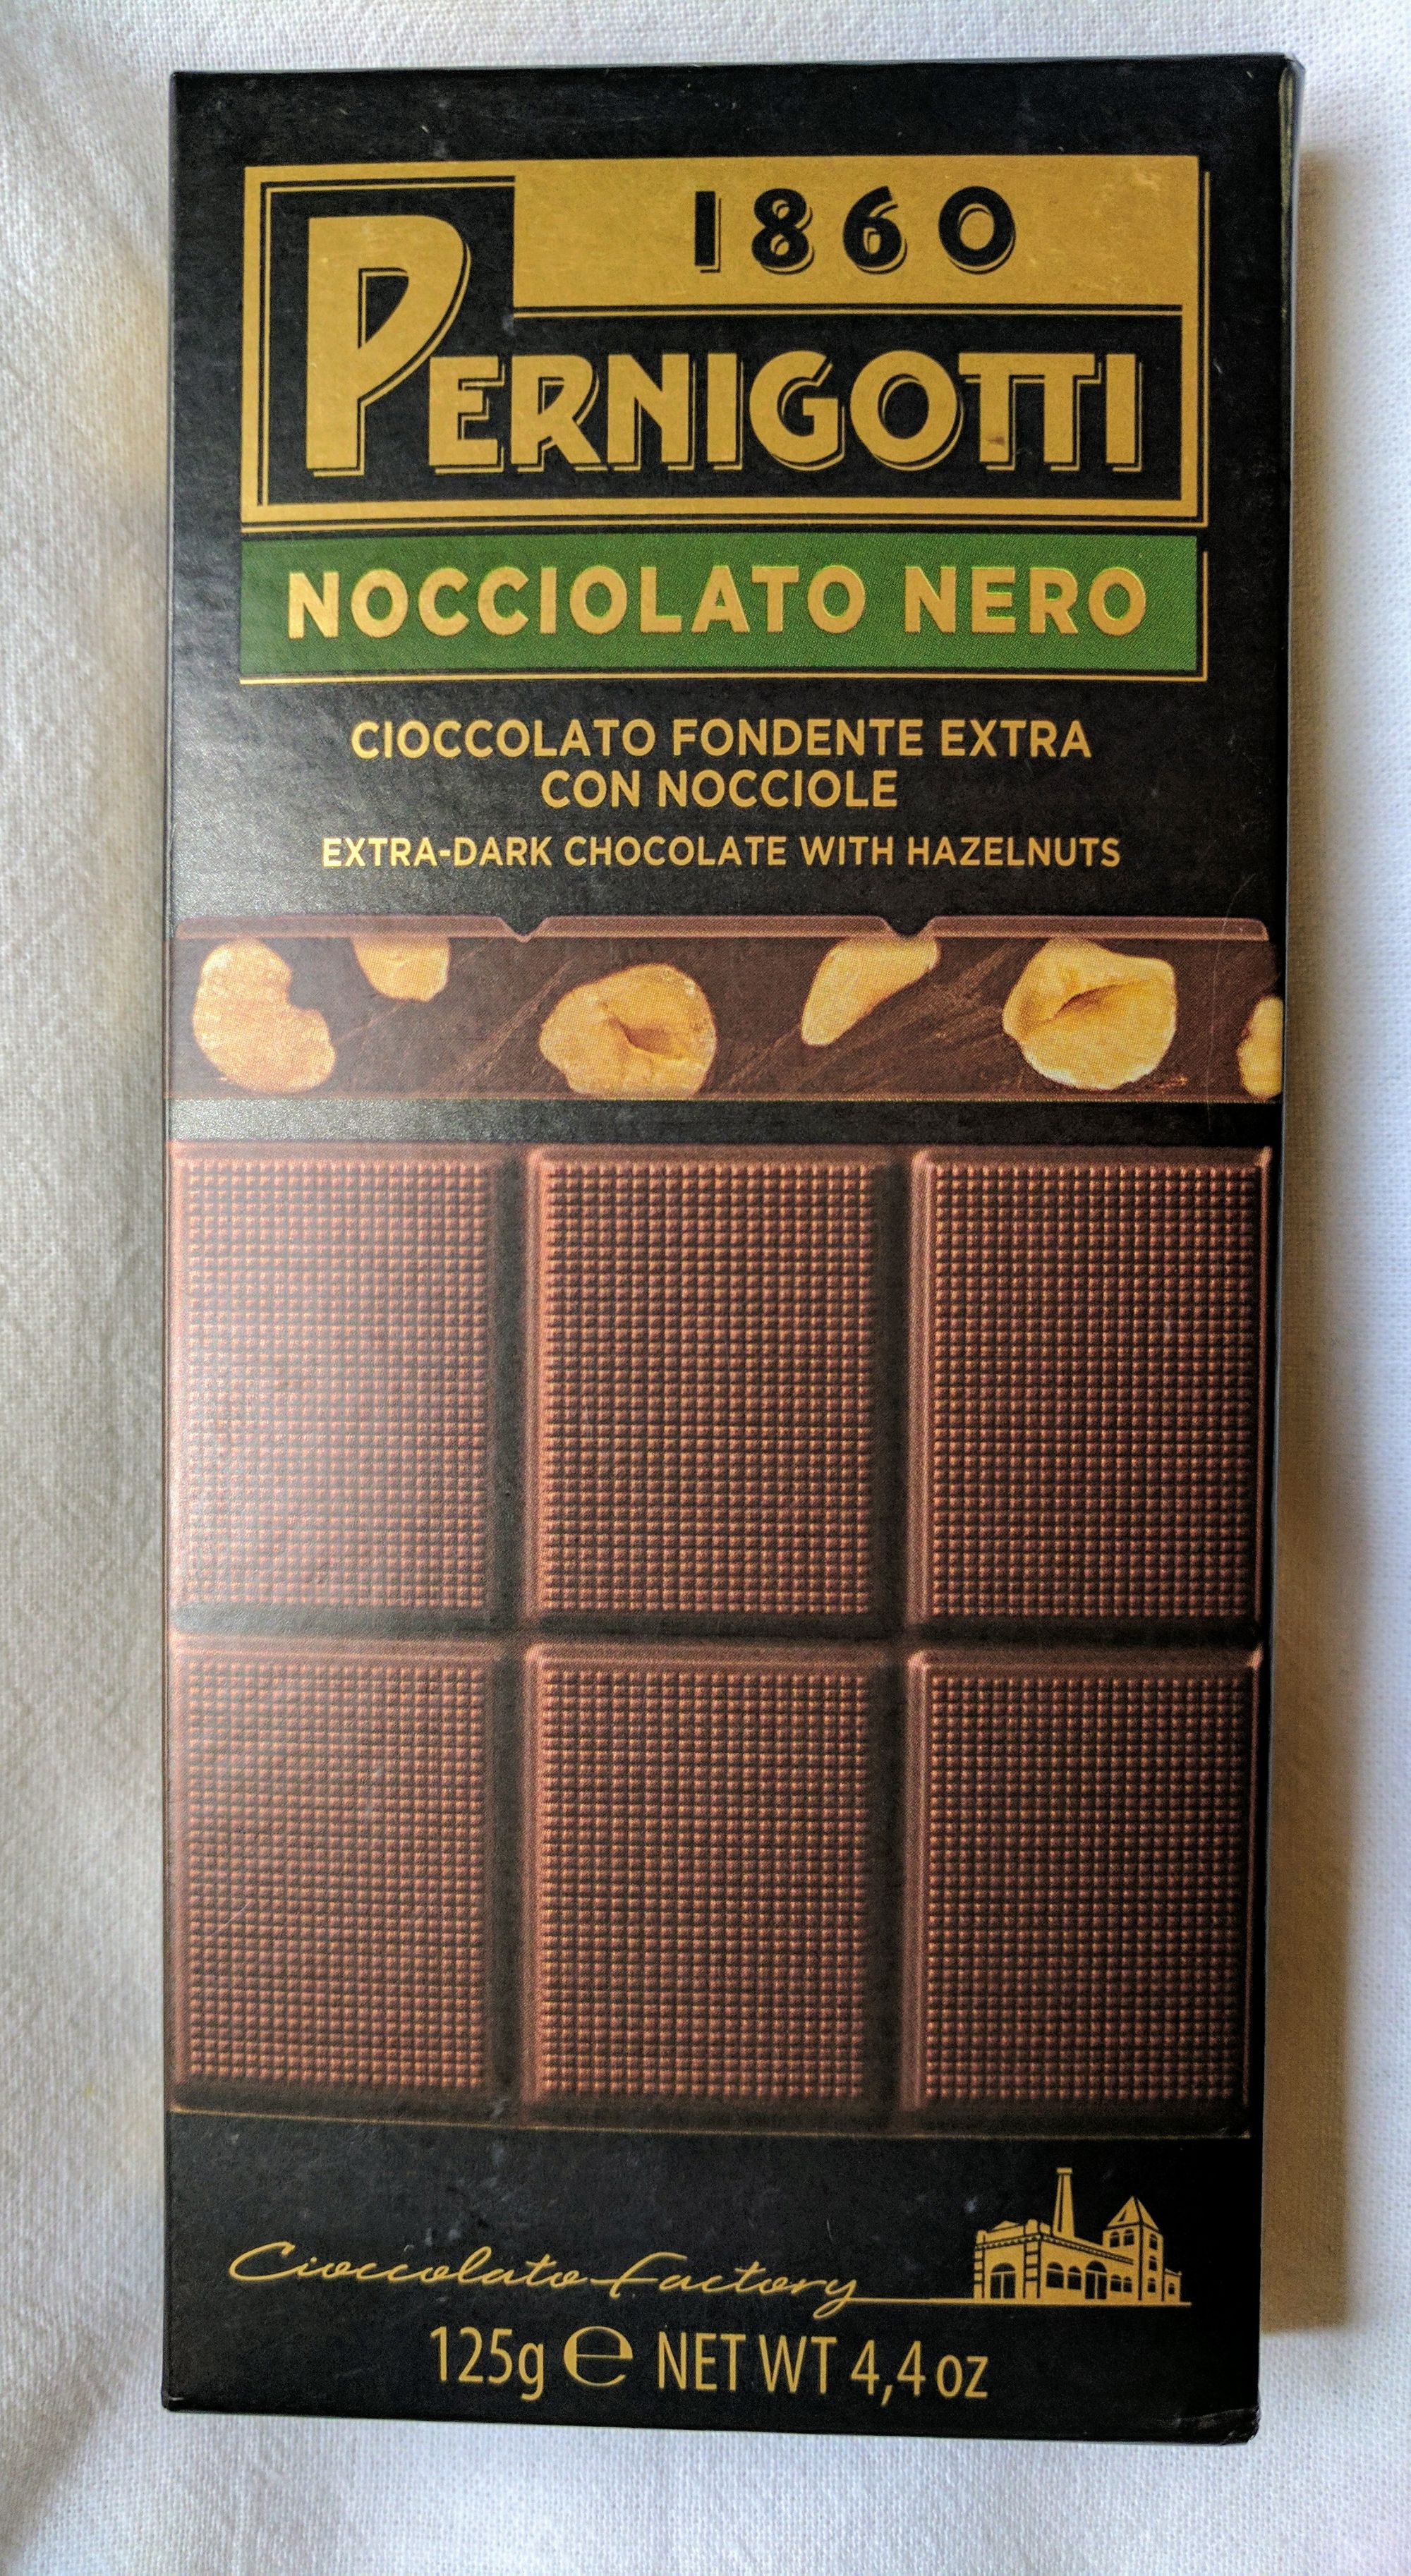 1860
PERNIGOTTI
NOCCIOLATO NERO
CIOCCOLATO FONDENTE EXTRA
CON NOCCIOLE
EXTRA-DARK CHOCOLATE WITH HAZELNUTS
Cioccolato Factory
125g ℮ NET WT 4,4 oz